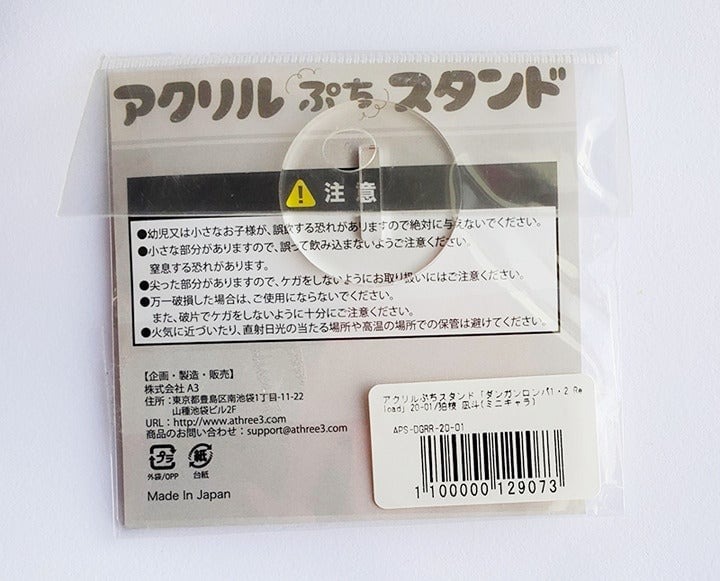 アクリルぷちスタンド
注意
●幼児又は小さなお子様が、誤飲する恐れがありますので絶対に与えないでください。
●小さな部分がありますので、誤って飲み込まないようご注意ください。
窒息する恐れがあります。
●尖った部分がありますので、ケガをしないようにお取り扱いにはご注意ください。
●万一破損した場合は、ご使用にならないでください。
また、破片でケガをしないように十分にご注意ください。
●火気に近づいたり、直射日光の当たる場所や高温の場所での保管は避けてください。
【企画・製造・販売】
株式会社 A3
住所：東京都豊島区南池袋1丁目-11-22
山種池袋ビル2F
URL：http://www.athree3.com
商品のお問い合わせ：support@athree3.com
プラ 紙
外袋/OPP 台紙
Made In Japan
アクリルぷちスタンド「ダンガンロンパ1・2 Re
load」20-01/狛枝 凪斗(ミニキャラ)
APS-DGRR-20-01
1 100000 129073